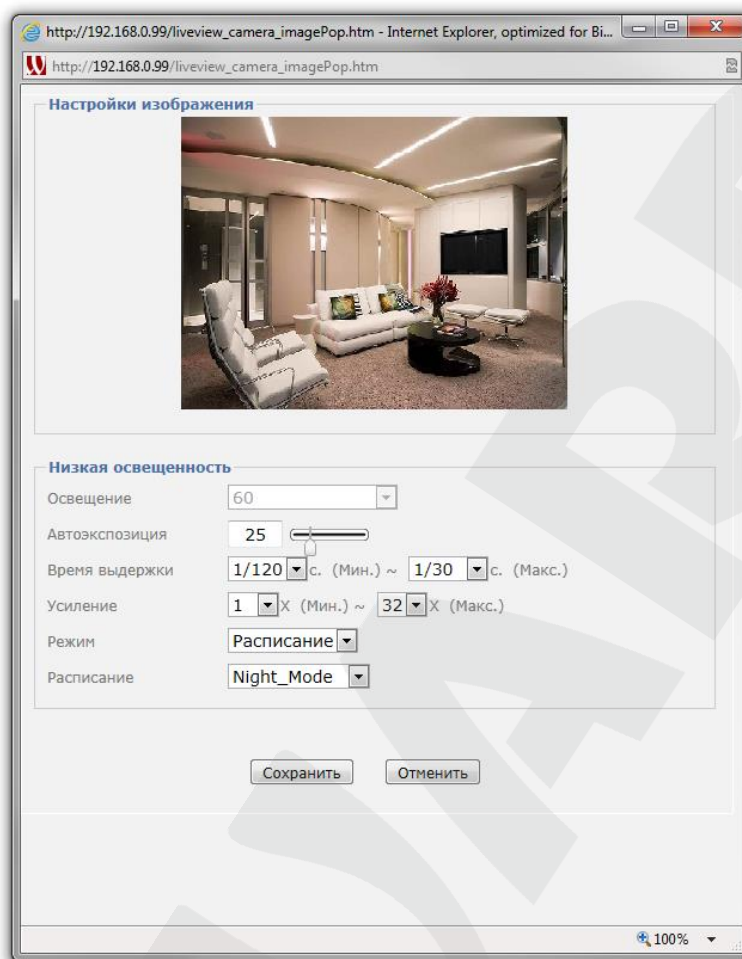 http://192.168.0.99/liveview_camera_imagePop.htm - Internet Explorer, optimized for Bi...
http://192.168.0.99/liveview_camera_imagePop.htm
Настройки изображения
Низкая освещенность
Освещение 60
Автоэкспозиция 25
Время выдержки 1/120 с. (Мин.) ~ 1/30 с. (Макс.)
Усиление 1 X (Мин.) ~ 32 X (Макс.)
Режим Расписание
Расписание Night_Mode
Сохранить Отменить
100%